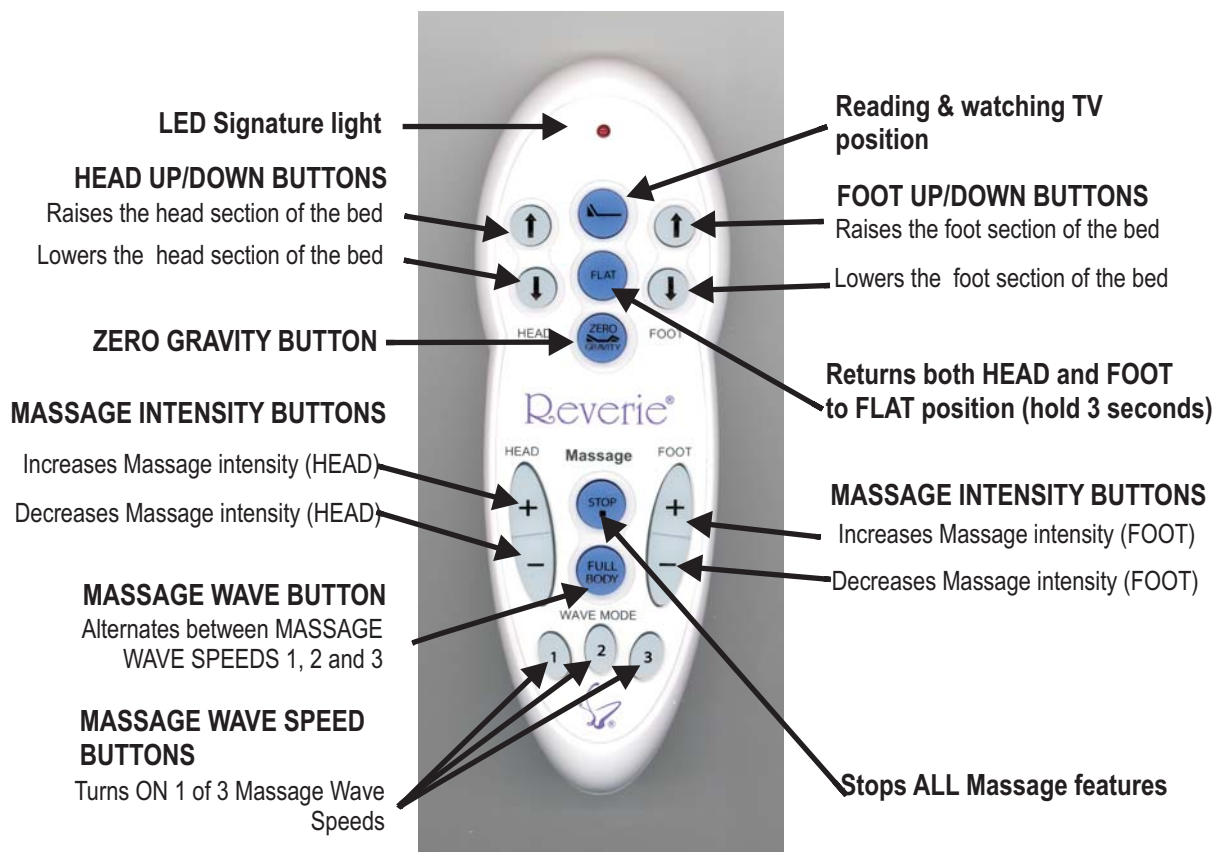 LED Signature light
HEAD UP/DOWN BUTTONS
Raises the head section of the bed
Lowers the head section of the bed
ZERO GRAVITY BUTTON
MASSAGE INTENSITY BUTTONS
Increases Massage intensity (HEAD)
Decreases Massage intensity (HEAD)
MASSAGE WAVE BUTTON
Alternates between MASSAGE
WAVE SPEEDS 1, 2 and 3
MASSAGE WAVE SPEED
BUTTONS
Turns ON 1 of 3 Massage Wave
Speeds
FLAT
HEAD
ZERO
GRAVITY
FOOT
Reverie®
HEAD
Massage
FOOT
+
STOP
+
−
FULL
BODY
−
WAVE MODE
1
2
3
®
Reading & watching TV
position
FOOT UP/DOWN BUTTONS
Raises the foot section of the bed
Lowers the foot section of the bed
Returns both HEAD and FOOT
to FLAT position (hold 3 seconds)
MASSAGE INTENSITY BUTTONS
Increases Massage intensity (FOOT)
Decreases Massage intensity (FOOT)
Stops ALL Massage features